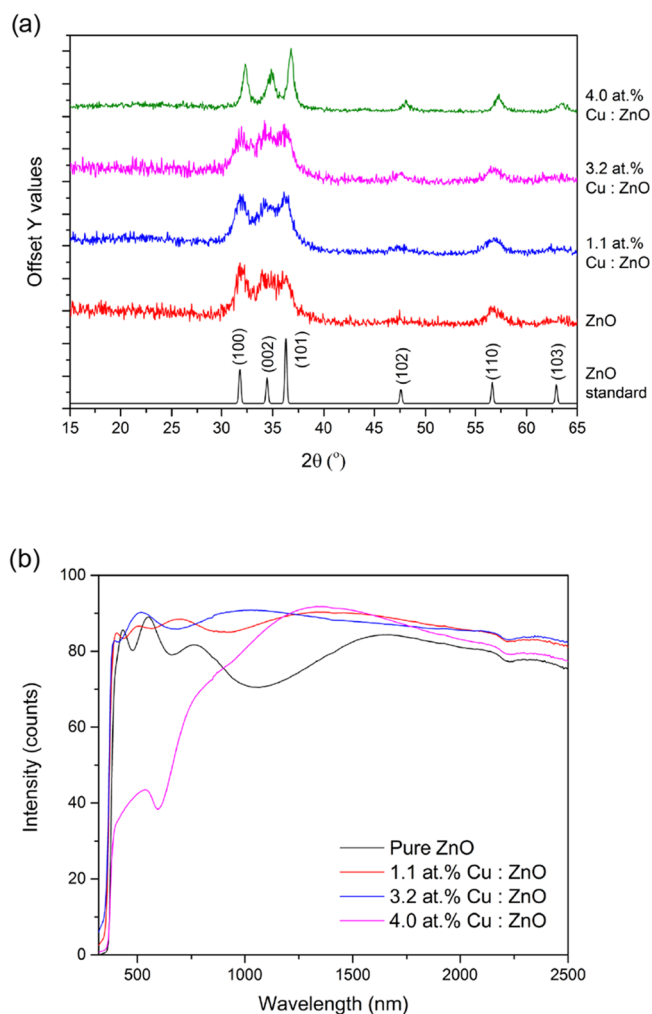 (a)
Offset Y values
4.0 at.%
Cu : ZnO
3.2 at.%
Cu : ZnO
1.1 at.%
Cu : ZnO
ZnO
ZnO
standard
(100)
(002)
(101)
(102)
(110)
(103)
15 20 25 30 35 40 45 50 55 60 65
2θ (°)
(b)
Intensity (counts)
100
80
60
40
20
0
Pure ZnO
1.1 at.% Cu : ZnO
3.2 at.% Cu : ZnO
4.0 at.% Cu : ZnO
500 1000 1500 2000 2500
Wavelength (nm)